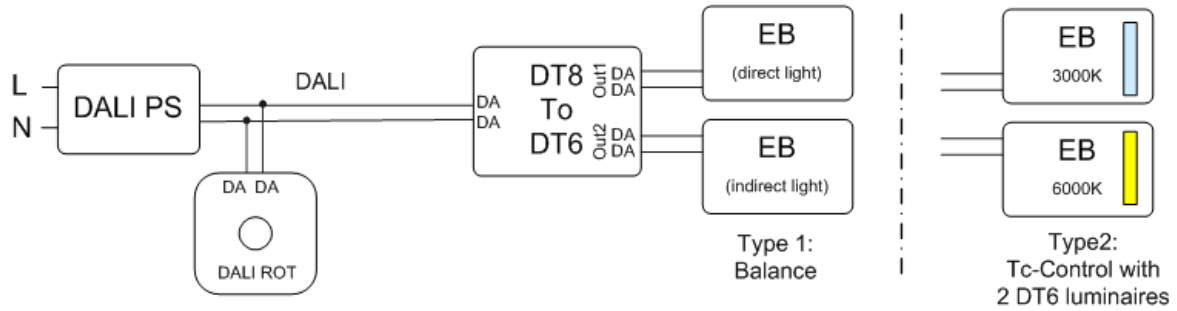 L
N
DALI PS
DALI
DA DA
DALI ROT
DA
DA
DT8
To
DT6
Out1
DA
DA
Out2
DA
DA
EB
(direct light)
EB
(indirect light)
Type 1:
Balance
EB
3000K
EB
6000K
Type2:
Tc-Control with
2 DT6 luminaires